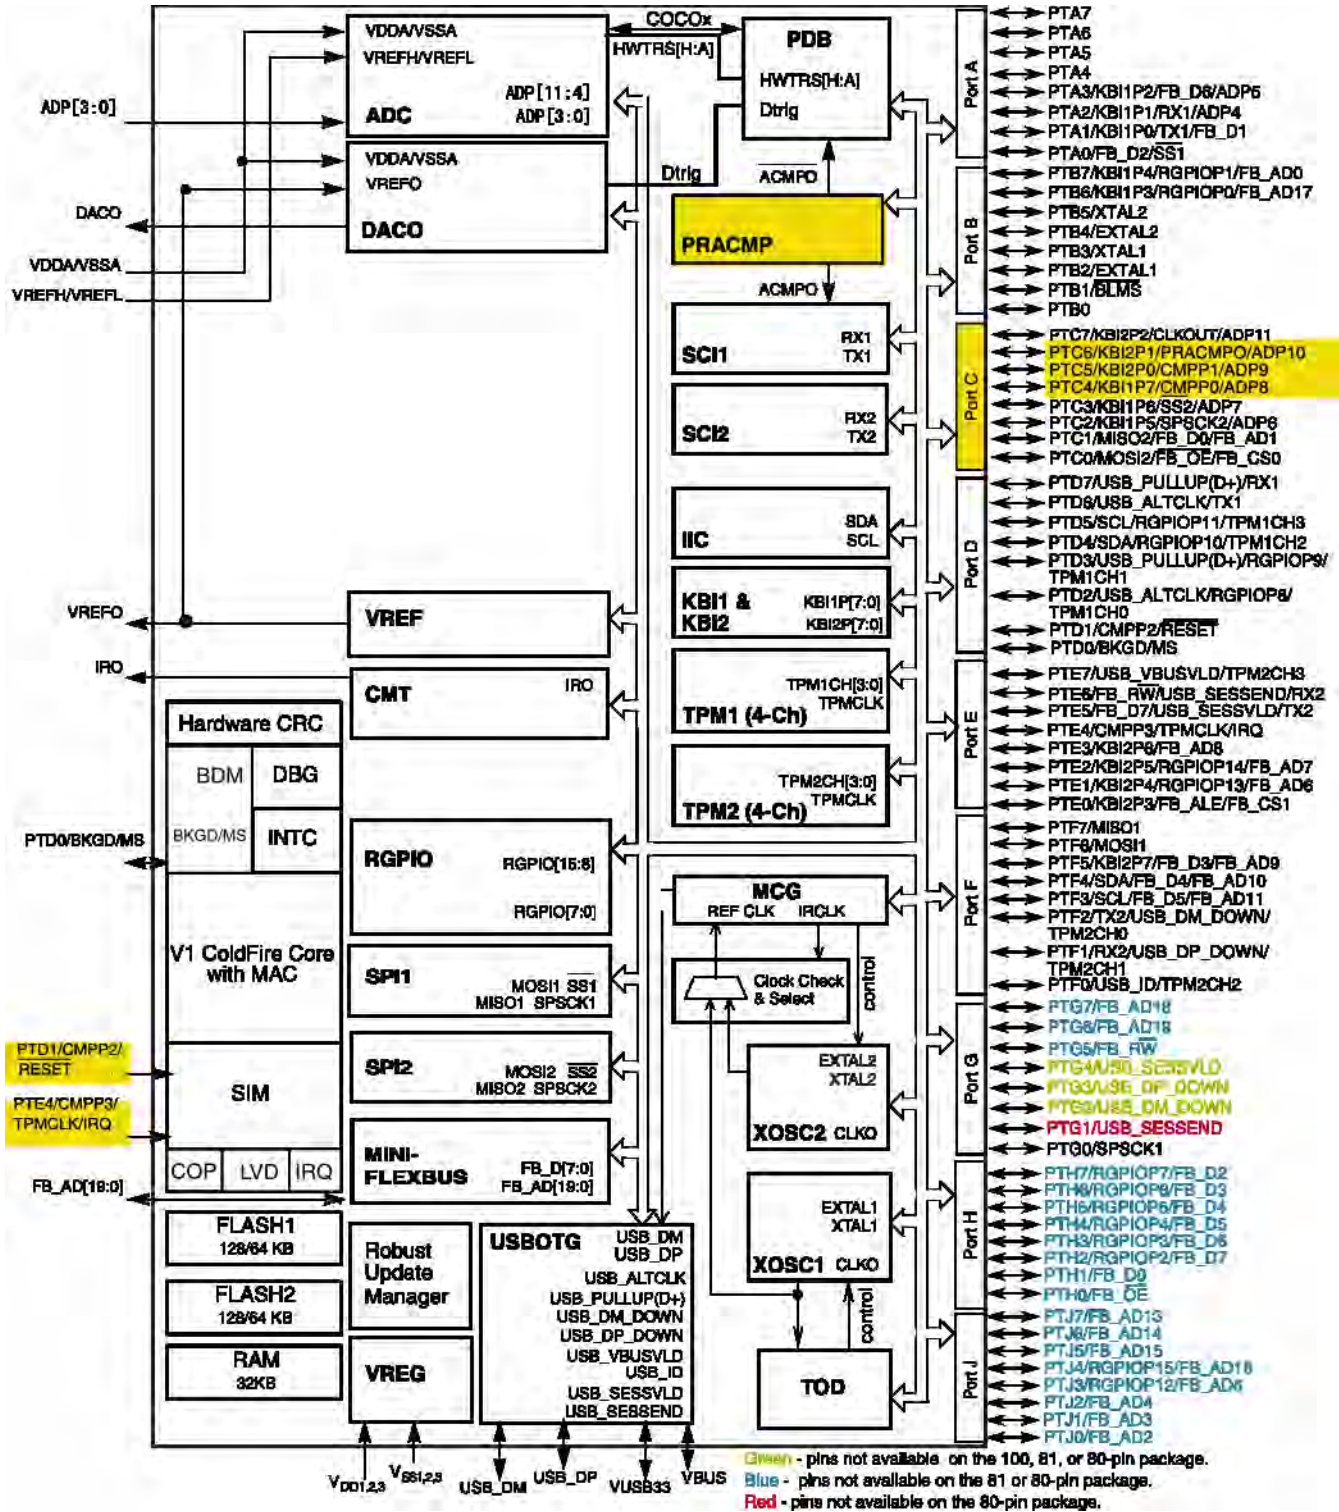 COCOx
VDDA/VSSA
VREFH/VREFL
HWTRS[H:A]
PDB
HWTRS[H:A]
Dtrig
ADP[3:0]
ADP[11:4]
ADP[3:0]
ADC
VDDA/VSSA
VREFO
Dtrig
ACMPO
DACO
DACO
VDDA/VSSA
VREFH/VREFL
PRACMP
ACMPO
SCI1
RX1
TX1
SCI2
RX2
TX2
IIC
SDA
SCL
VREFO
VREF
KBI1 &
KBI2
KBI1P[7:0]
KBI2P[7:0]
IRO
CMT
IRO
TPM1CH[3:0]
TPMCLK
TPM1 (4-Ch)
TPM2CH[3:0]
TPMCLK
TPM2 (4-Ch)
Hardware CRC
BDM
DBG
BKGD/MS
INTC
PTD0/BKGD/MS
V1 ColdFire Core
with MAC
RGPIO
RGPIO[15:8]
RGPIO[7:0]
MCG
REF CLK
IRCLK
Clock Check
& Select
control
SPI1
MOSI1 SS1
MISO1 SPSCK1
SPI2
MOSI2 SS2
MISO2 SPSCK2
PTD1/CMPP2/
RESET
PTE4/CMPP3/
TPMCLK/IRQ
SIM
COP
LVD
IRQ
EXTAL2
XTAL2
XOSC2 CLKO
MINI-
FLEXBUS
FB_D[7:0]
FB_AD[19:0]
FB_AD[19:0]
EXTAL1
XTAL1
XOSC1 CLKO
control
FLASH1
128/64 KB
FLASH2
128/64 KB
RAM
32KB
Robust
Update
Manager
VREG
USBOTG
USB_DM
USB_DP
USB_ALTCLK
USB_PULLUP(D+)
USB_DM_DOWN
USB_DP_DOWN
USB_VBUSVLD
USB_ID
USB_SESSVLD
USB_SESSEND
TOD
VDD1,2,3
VSS1,2,3
USB_DM
USB_DP
VUSB33
VBUS
Port A
PTA7
PTA6
PTA5
PTA4
PTA3/KBI1P2/FB_D6/ADP5
PTA2/KBI1P1/RX1/ADP4
PTA1/KBI1P0/TX1/FB_D1
PTA0/FB_D2/SS1
Port B
PTB7/KBI1P4/RGPIOP1/FB_AD0
PTB6/KBI1P3/RGPIOP0/FB_AD17
PTB5/XTAL2
PTB4/EXTAL2
PTB3/XTAL1
PTB2/EXTAL1
PTB1/BLMS
PTB0
Port C
PTC7/KBI2P2/CLKOUT/ADP11
PTC6/KBI2P1/PRACMPO/ADP10
PTC5/KBI2P0/CMPP1/ADP9
PTC4/KBI1P7/CMPP0/ADP8
PTC3/KBI1P6/SS2/ADP7
PTC2/KBI1P5/SPSCK2/ADP6
PTC1/MISO2/FB_D0/FB_AD1
PTC0/MOSI2/FB_OE/FB_CS0
Port D
PTD7/USB_PULLUP(D+)/RX1
PTD6/USB_ALTCLK/TX1
PTD5/SCL/RGPIOP11/TPM1CH3
PTD4/SDA/RGPIOP10/TPM1CH2
PTD3/USB_PULLUP(D+)/RGPIOP9/
TPM1CH1
PTD2/USB_ALTCLK/RGPIOP8/
TPM1CH0
PTD1/CMPP2/RESET
PTD0/BKGD/MS
Port E
PTE7/USB_VBUSVLD/TPM2CH3
PTE6/FB_RW/USB_SESSEND/RX2
PTE5/FB_D7/USB_SESSVLD/TX2
PTE4/CMPP3/TPMCLK/IRQ
PTE3/KBI2P6/FB_AD8
PTE2/KBI2P5/RGPIOP14/FB_AD7
PTE1/KBI2P4/RGPIOP13/FB_AD6
PTE0/KBI2P3/FB_ALE/FB_CS1
Port F
PTF7/MISO1
PTF6/MOSI1
PTF5/KBI2P7/FB_D3/FB_AD9
PTF4/SDA/FB_D4/FB_AD10
PTF3/SCL/FB_D5/FB_AD11
PTF2/TX2/USB_DM_DOWN/
TPM2CH0
PTF1/RX2/USB_DP_DOWN/
TPM2CH1
PTF0/USB_ID/TPM2CH2
Port G
PTG7/FB_AD18
PTG6/FB_AD19
PTG5/FB_RW
PTG4/USB_SESSVLD
PTG3/USB_DP_DOWN
PTG2/USB_DM_DOWN
PTG1/USB_SESSEND
PTG0/SPSCK1
Port H
PTH7/RGPIOP7/FB_D2
PTH6/RGPIOP6/FB_D3
PTH5/RGPIOP5/FB_D4
PTH4/RGPIOP4/FB_D5
PTH3/RGPIOP3/FB_D6
PTH2/RGPIOP2/FB_D7
PTH1/FB_D0
PTH0/FB_OE
Port J
PTJ7/FB_AD13
PTJ6/FB_AD14
PTJ5/FB_AD15
PTJ4/RGPIOP15/FB_AD16
PTJ3/RGPIOP12/FB_AD5
PTJ2/FB_AD4
PTJ1/FB_AD3
PTJ0/FB_AD2
Green - pins not available on the 100, 81, or 80-pin package.
Blue - pins not available on the 81 or 80-pin package.
Red - pins not available on the 80-pin package.